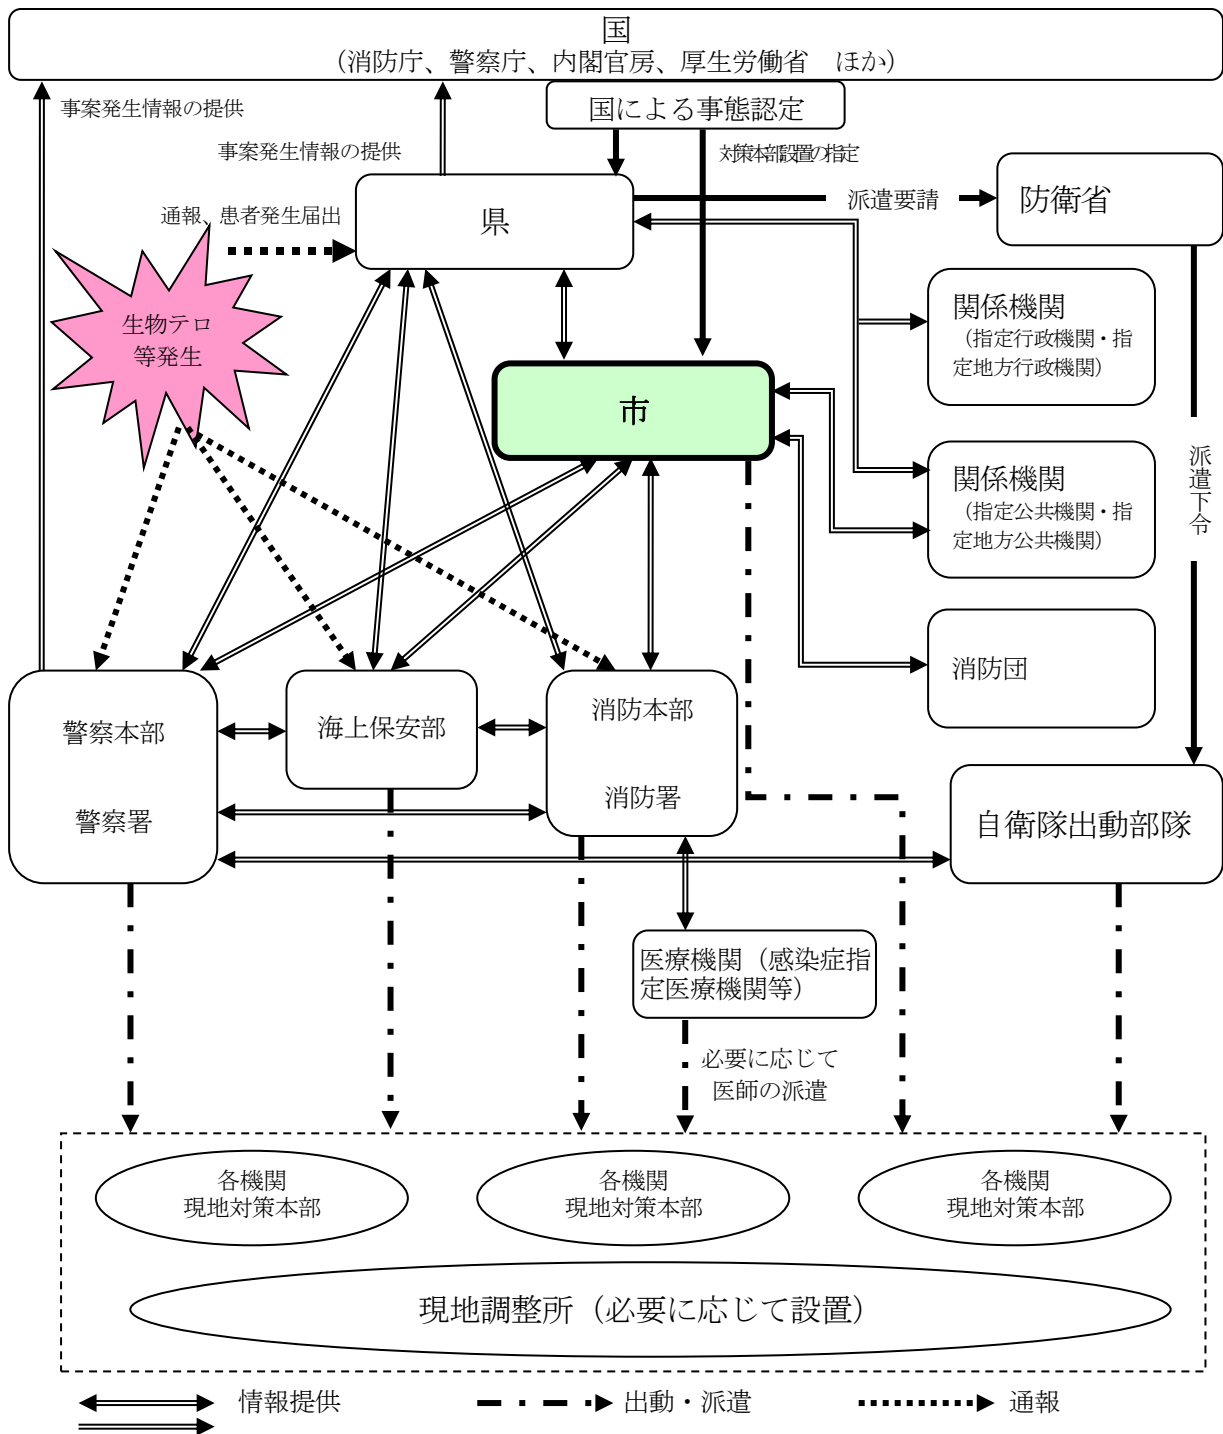 国
（消防庁、警察庁、内閣官房、厚生労働省　ほか）
事案発生情報の提供
国による事態認定
事案発生情報の提供
対策本部設置の指定
通報、患者発生届出
県
派遣要請
防衛省
生物テロ
等発生
関係機関
（指定行政機関・指
定地方行政機関）
市
関係機関
（指定公共機関・指
定地方公共機関）
派遣下令
消防団
警察本部
警察署
海上保安部
消防本部
消防署
自衛隊出動部隊
医療機関（感染症指
定医療機関等）
必要に応じて
医師の派遣
各機関
現地対策本部
各機関
現地対策本部
各機関
現地対策本部
現地調整所（必要に応じて設置）
情報提供
出動・派遣
通報